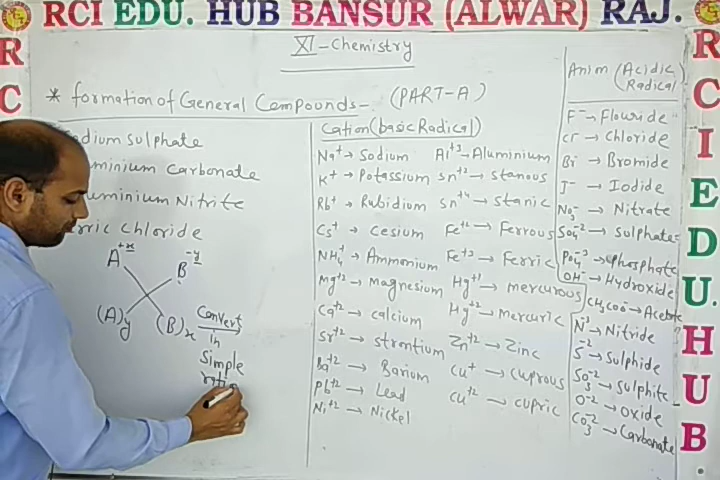 RCI EDU. HUB BANSUR (ALWAR) RAJ.
R
C
R
C
I
E
D
U.
H
U
B
XI-Chemistry
* formation of General Compounds- (PART-A)
dium sulphate
minium Carbonate
uminium Nitrite
rric chloride
A+x B-y
(A)y (B)x
Convert
in
Simple
Cation (basic Radical)
Na+ → Sodium
K+ → Potassium
Rb+ → Rubidium
Cs+ → Cesium
NH4+ → Ammonium
Mg+2 → magnesium
Ca+2 → calcium
Sr+2 → strontium
Ba+2 → Barium
Pb+2 → Lead
Ni+2 → Nickel
Al+3 → Aluminium
Sn+2 → stanous
Sn+4 → stanic
Fe+2 → Ferrous
Fe+3 → Ferric
Hg+1 → mercurous
Hg+2 → mercuric
Zn+2 → Zinc
Cu+ → cuprous
Cu+2 → cupric
Anim (Acidic
Radical)
F- → Flouride
Cl- → Chloride
Br- → Bromide
I- → Iodide
NO3- → Nitrate
SO4-2 → sulphate
PO4-3 → phosphate
OH- → Hydroxide
CH3COO- → Acetate
N-3 → Nitride
S-2 → Sulphide
SO3-2 → sulphite
O-2 → oxide
CO3-2 → Carbonate